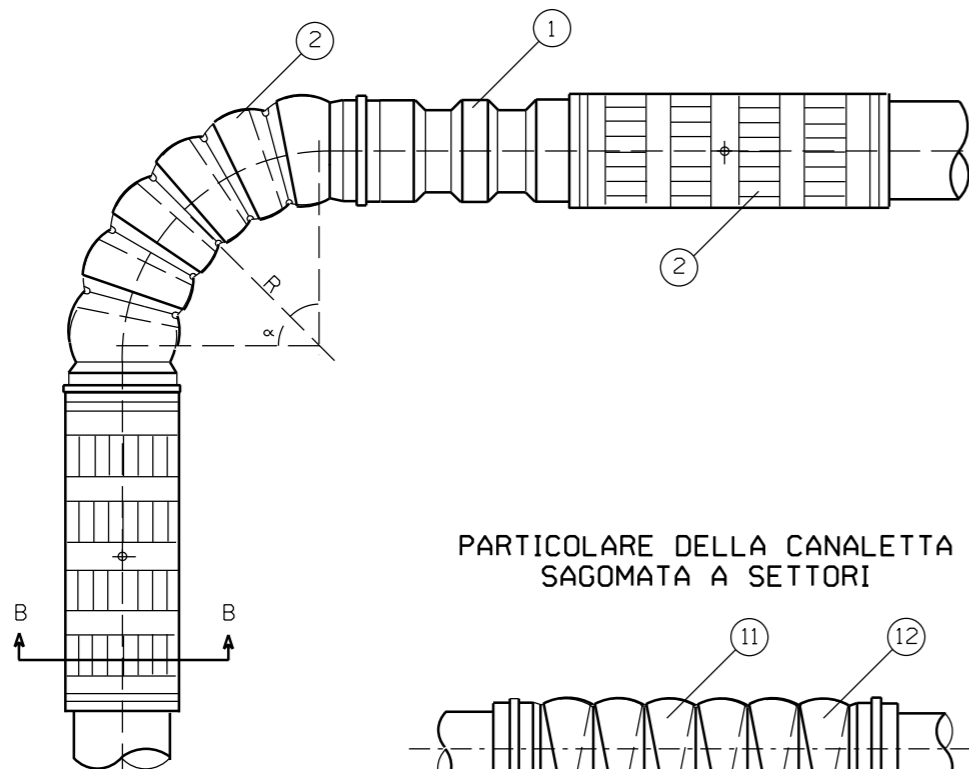 1
2
2
R
α
B B
PARTICOLARE DELLA CANALETTA
SAGOMATA A SETTORI
11
12